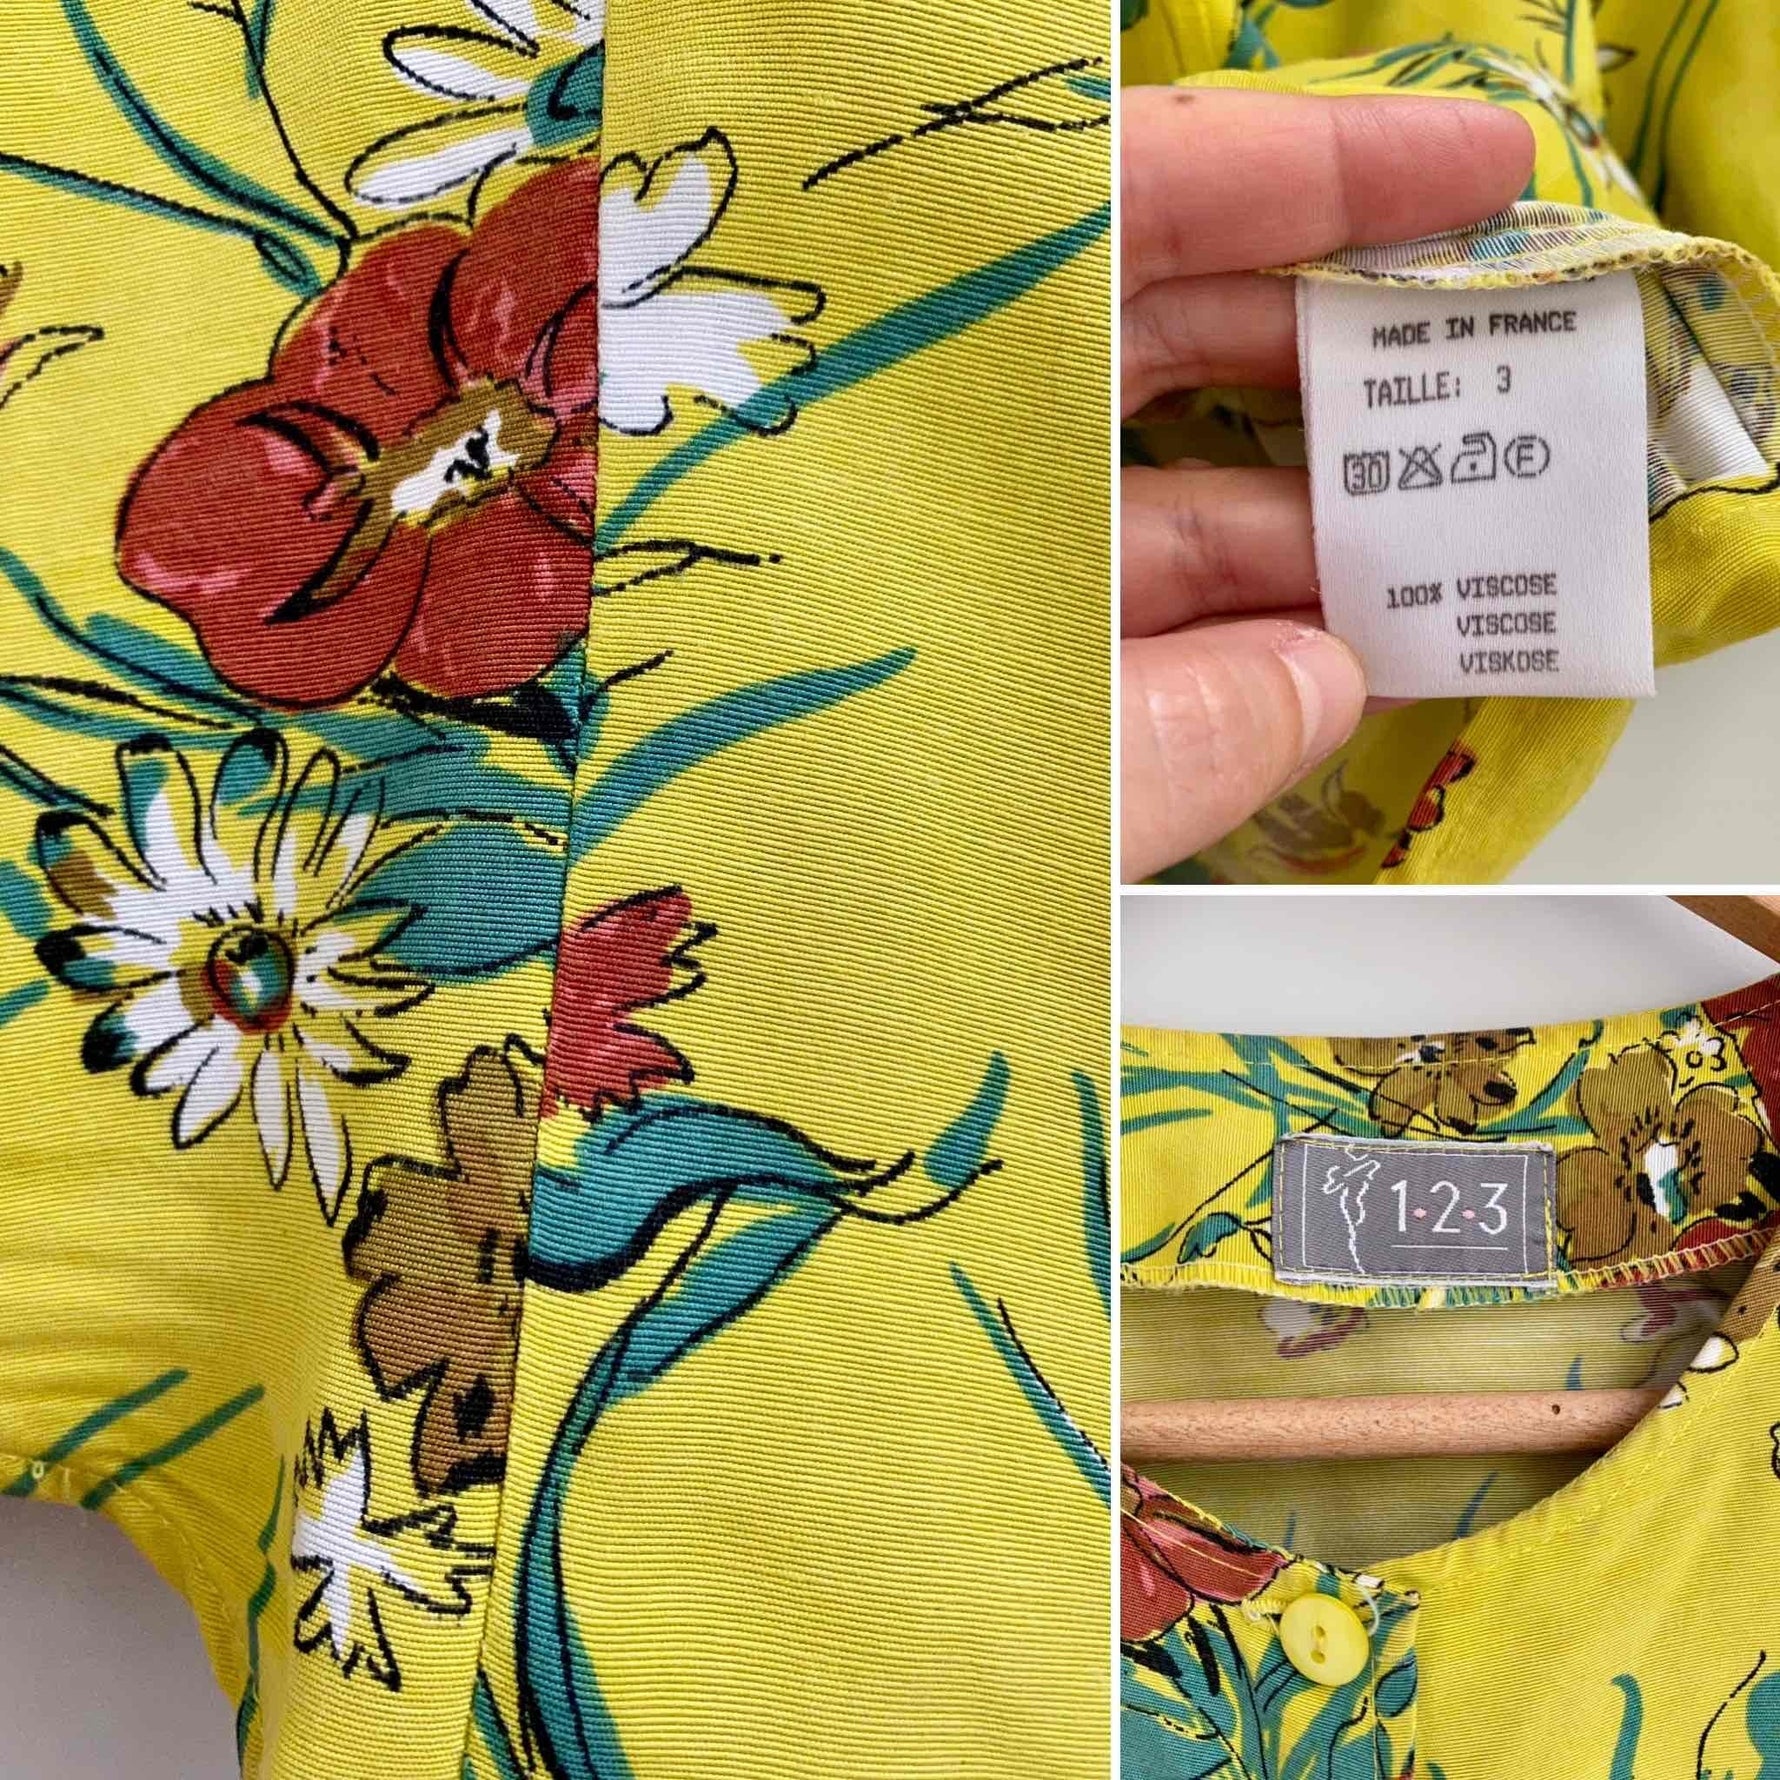 MADE IN FRANCE
TAILLE: 3
30 F
100% VISCOSE
VISCOSE
VISKOSE
1·2·3